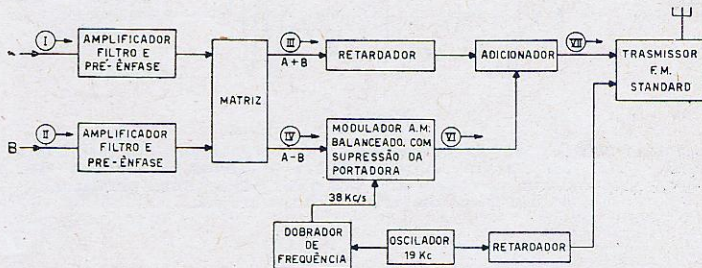 I
AMPLIFICADOR
FILTRO E
PRÉ-ÊNFASE
III
A+B
RETARDADOR
ADICIONADOR
VII
TRASMISSOR
F.M.
STANDARD
MATRIZ
B
II
AMPLIFICADOR
FILTRO E
PRE-ÊNFASE
IV
A-B
MODULADOR A.M:
BALANCEADO, COM
SUPRESSÃO DA
PORTADORA
VI
38 Kc/s
DOBRADOR
DE
FREQUÊNCIA
OSCILADOR
19 Kc
RETARDADOR